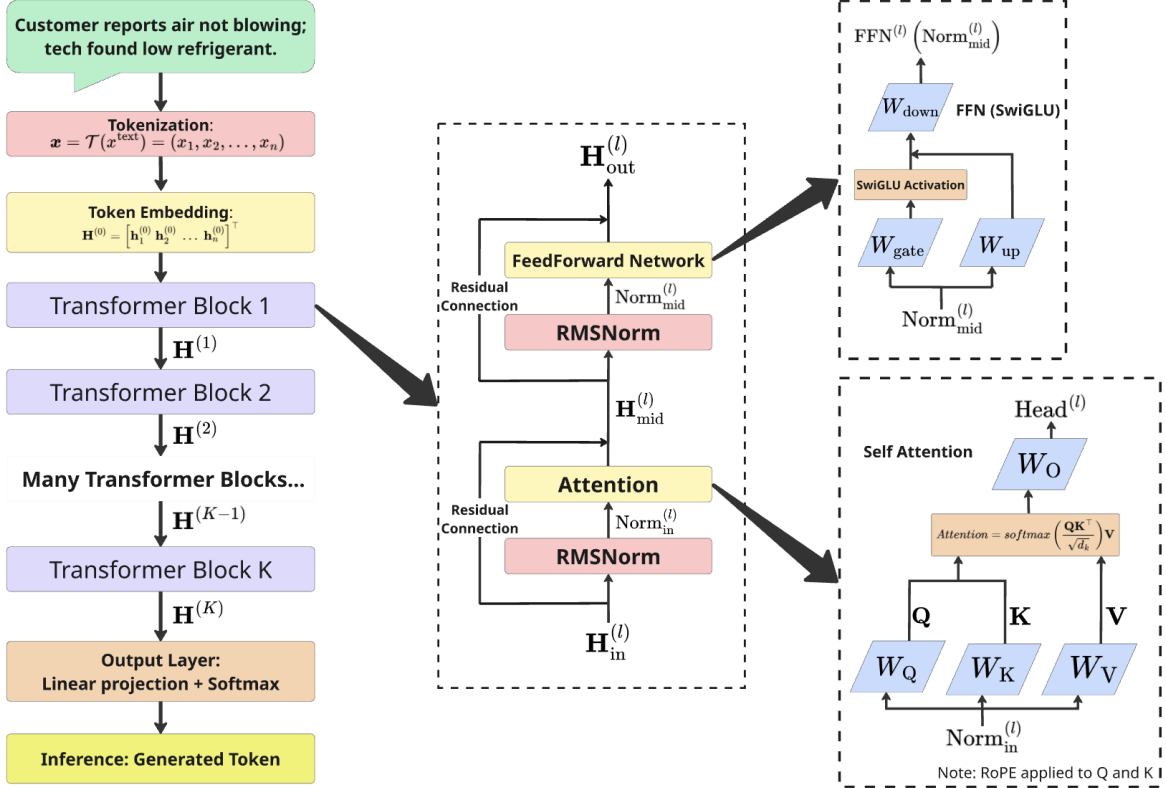 Customer reports air not blowing;
tech found low refrigerant.
Tokenization:
𝒙 = 𝒯(x^text) = (x₁, x₂, …, xₙ)
Token Embedding:
H^(0) = [h₁^(0) h₂^(0) … hₙ^(0)]^⊤
Transformer Block 1
H^(1)
Transformer Block 2
H^(2)
Many Transformer Blocks...
H^(K−1)
Transformer Block K
H^(K)
Output Layer:
Linear projection + Softmax
Inference: Generated Token
H_out^(l)
FeedForward Network
Residual
Connection
Norm_mid^(l)
RMSNorm
H_mid^(l)
Attention
Residual
Connection
Norm_in^(l)
RMSNorm
H_in^(l)
FFN^(l) (Norm_mid^(l))
W_down
FFN (SwiGLU)
SwiGLU Activation
W_gate
W_up
Norm_mid^(l)
Head^(l)
Self Attention
W_O
Attention = softmax(QK^⊤/√d_k)V
Q
K
V
W_Q
W_K
W_V
Norm_in^(l)
Note: RoPE applied to Q and K